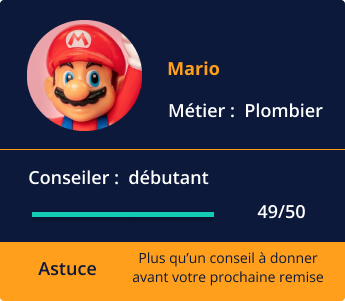 M
Mario
Métier : Plombier
Conseiler : débutant
49/50
Astuce
Plus qu'un conseil à donner
avant votre prochaine remise